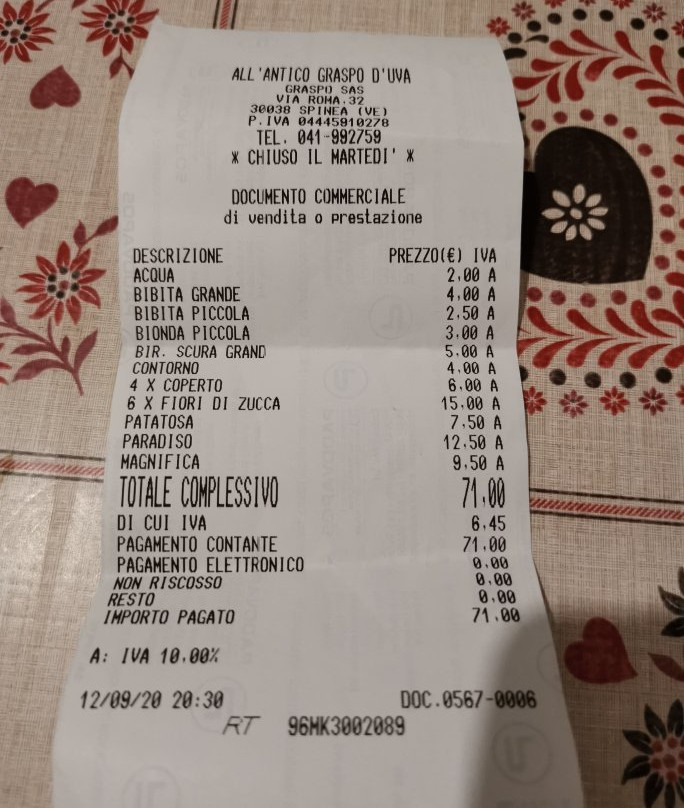 ALL'ANTICO GRASPO D'UVA
GRASPO SAS
VIA ROMA.32
30038 SPINEA (VE)
P.IVA 04445910278
TEL. 041-992759
* CHIUSO IL MARTEDI' *
DOCUMENTO COMMERCIALE
di vendita o prestazione
DESCRIZIONE PREZZO(€) IVA
ACQUA 2,00 A
BIBITA GRANDE 4,00 A
BIBITA PICCOLA 2,50 A
BIONDA PICCOLA 3,00 A
BIR. SCURA GRAND 5,00 A
CONTORNO 4,00 A
4 X COPERTO 6,00 A
6 X FIORI DI ZUCCA 15,00 A
PATATOSA 7,50 A
PARADISO 12,50 A
MAGNIFICA 9,50 A
TOTALE COMPLESSIVO 71,00
DI CUI IVA 6,45
PAGAMENTO CONTANTE 71,00
PAGAMENTO ELETTRONICO 0,00
NON RISCOSSO 0,00
RESTO 0,00
IMPORTO PAGATO 71,00
A: IVA 10,00%
12/09/20 20:30 DOC.0567-0006
RT 96MK3002089